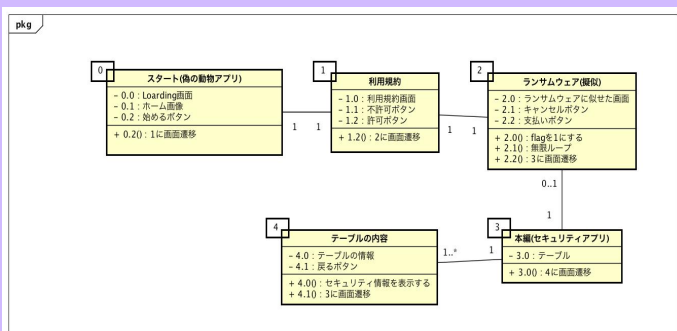 pkg
0
スタート(偽の動物アプリ)
- 0.0 : Loarding画面
- 0.1 : ホーム画像
- 0.2 : 始めるボタン
+ 0.2() : 1に画面遷移
1
利用規約
- 1.0 : 利用規約画面
- 1.1 : 不許可ボタン
- 1.2 : 許可ボタン
+ 1.2() : 2に画面遷移
2
ランサムウェア(擬似)
- 2.0 : ランサムウェアに似せた画面
- 2.1 : キャンセルボタン
- 2.2 : 支払いボタン
+ 2.0() : flagを1にする
+ 2.1() : 無限ループ
+ 2.2() : 3に画面遷移
1 1
1 1
0..1
1
4
テーブルの内容
- 4.0 : テーブルの情報
- 4.1 : 戻るボタン
+ 4.0() : セキュリティ情報を表示する
+ 4.1() : 3に画面遷移
1..* 1
3
本編(セキュリティアプリ)
- 3.0 : テーブル
+ 3.0() : 4に画面遷移